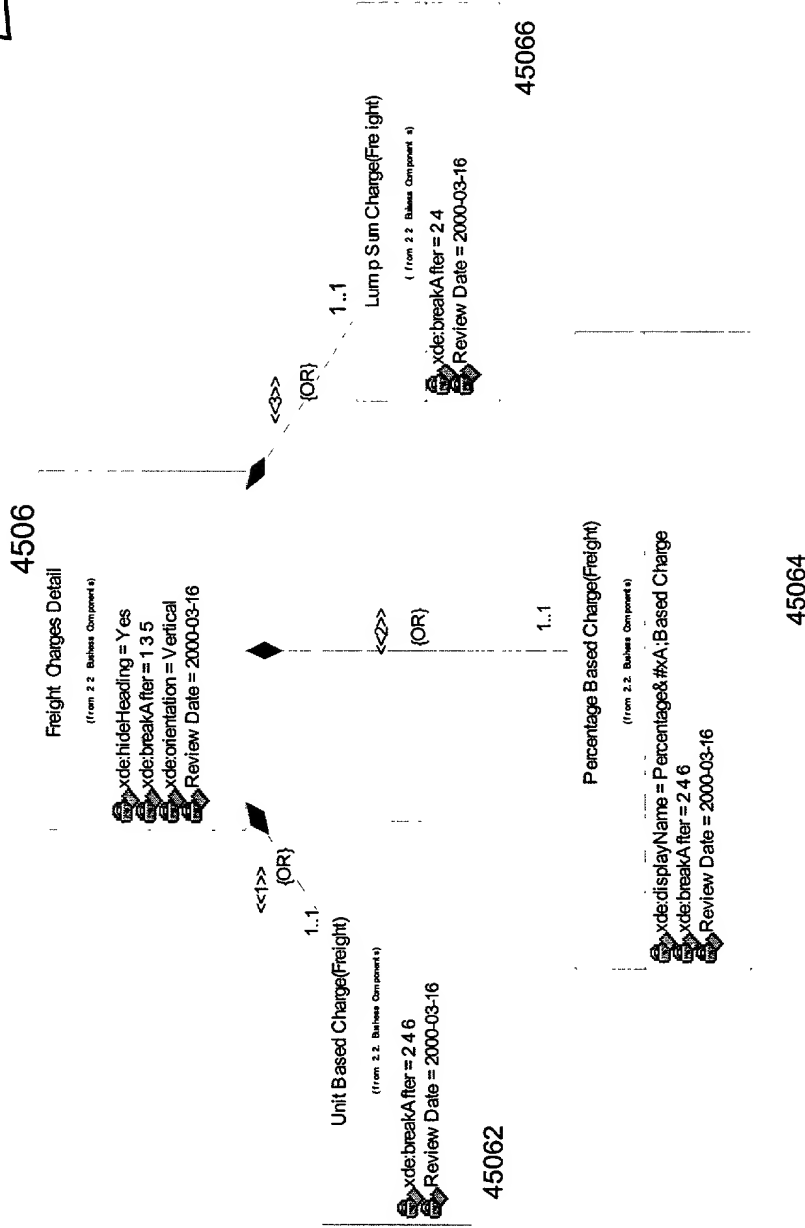 4506
Freight Charges Detail
(from 2.2 Business Components)
xde:hideHeading = Yes
xde:breakAfter = 1 3 5
xde:orientation = Vertical
Review Date = 2000-03-16
<<1>>
{OR}
1..1
<<2>>
{OR}
1..1
<<3>>
{OR}
1..1
Unit Based Charge(Freight)
(from 2.2. Business Components)
xde:breakAfter = 2 4 6
Review Date = 2000-03-16
45062
Percentage Based Charge(Freight)
(from 2.2. Business Components)
xde:displayName = Percentage&#xA;Based Charge
xde:breakAfter = 2 4 6
Review Date = 2000-03-16
45064
Lump Sum Charge(Freight)
(from 2.2 Business Components)
xde:breakAfter = 2 4
Review Date = 2000-03-16
45066